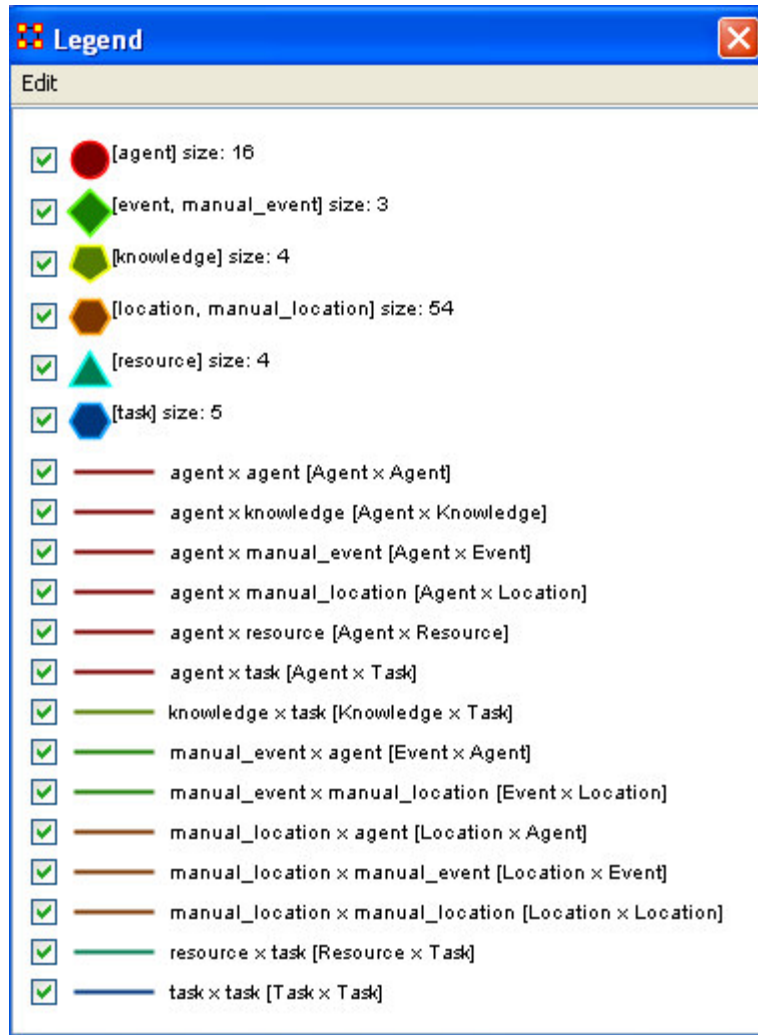 Legend
Edit
[agent] size: 16
[event, manual_event] size: 3
[knowledge] size: 4
[location, manual_location] size: 54
[resource] size: 4
[task] size: 5
agent x agent [Agent x Agent]
agent x knowledge [Agent x Knowledge]
agent x manual_event [Agent x Event]
agent x manual_location [Agent x Location]
agent x resource [Agent x Resource]
agent x task [Agent x Task]
knowledge x task [Knowledge x Task]
manual_event x agent [Event x Agent]
manual_event x manual_location [Event x Location]
manual_location x agent [Location x Agent]
manual_location x manual_event [Location x Event]
manual_location x manual_location [Location x Location]
resource x task [Resource x Task]
task x task [Task x Task]